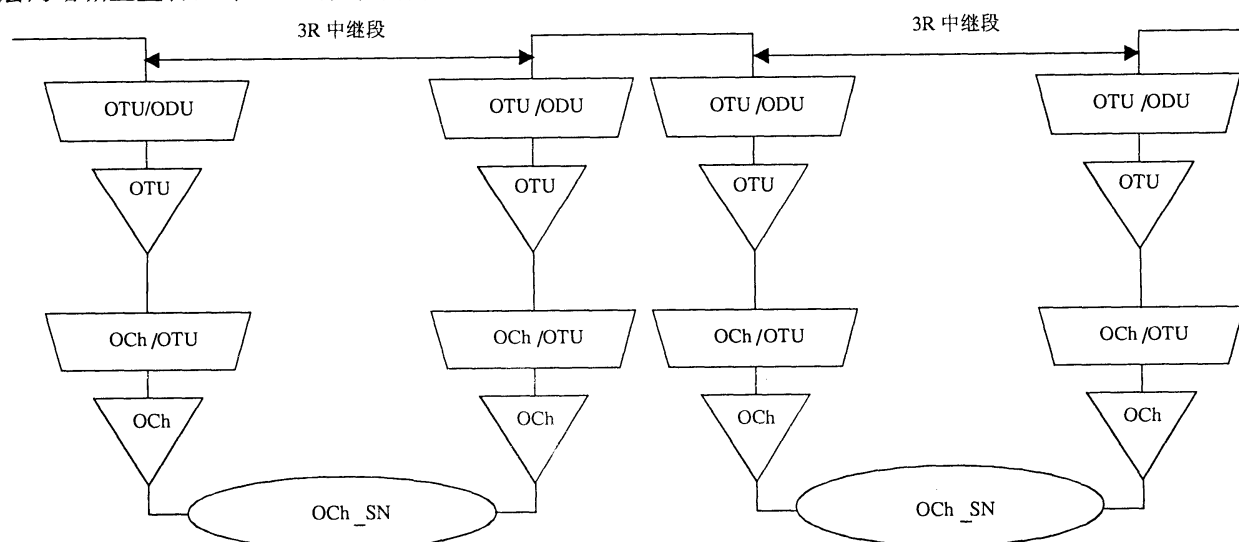 3R 中继段 3R 中继段
OTU/ODU OTU /ODU OTU /ODU OTU /ODU
OTU OTU OTU OTU
OCh /OTU OCh /OTU OCh /OTU OCh /OTU
OCh OCh OCh OCh
OCh _SN OCh _SN